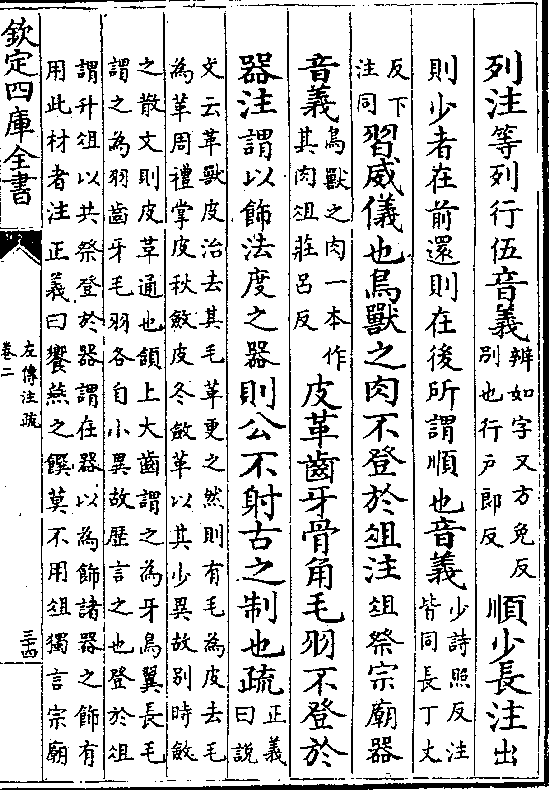 列注等列行伍音義辨如字又方免反
别也行户郎反順少長注出
則少者在前還則在後所謂順也音義少詩照反注
皆同長丁丈
反下
注同習威儀也鳥獸之肉不登於俎注俎祭宗廟器
音義鳥獸之肉一本作
其肉俎莊呂反皮革齒牙骨角毛羽不登於
器注謂以飾法度之器則公不射古之制也疏正義
曰説
文云革獸皮治去其毛革更之然則有毛為皮去毛
為革周禮掌皮秋斂皮冬斂革以其少異故别時斂
之散文則皮革通也頷上大齒謂之為牙鳥翼長毛
謂之為羽齒牙毛羽各自小異故歷言之也登於俎
謂升俎以共祭登於器謂在器以為飾諸器之飾有
用此材者注正義曰饗燕之饌莫不用俎獨言宗廟
欽定四庫全書
左傳注疏
卷二
三十四